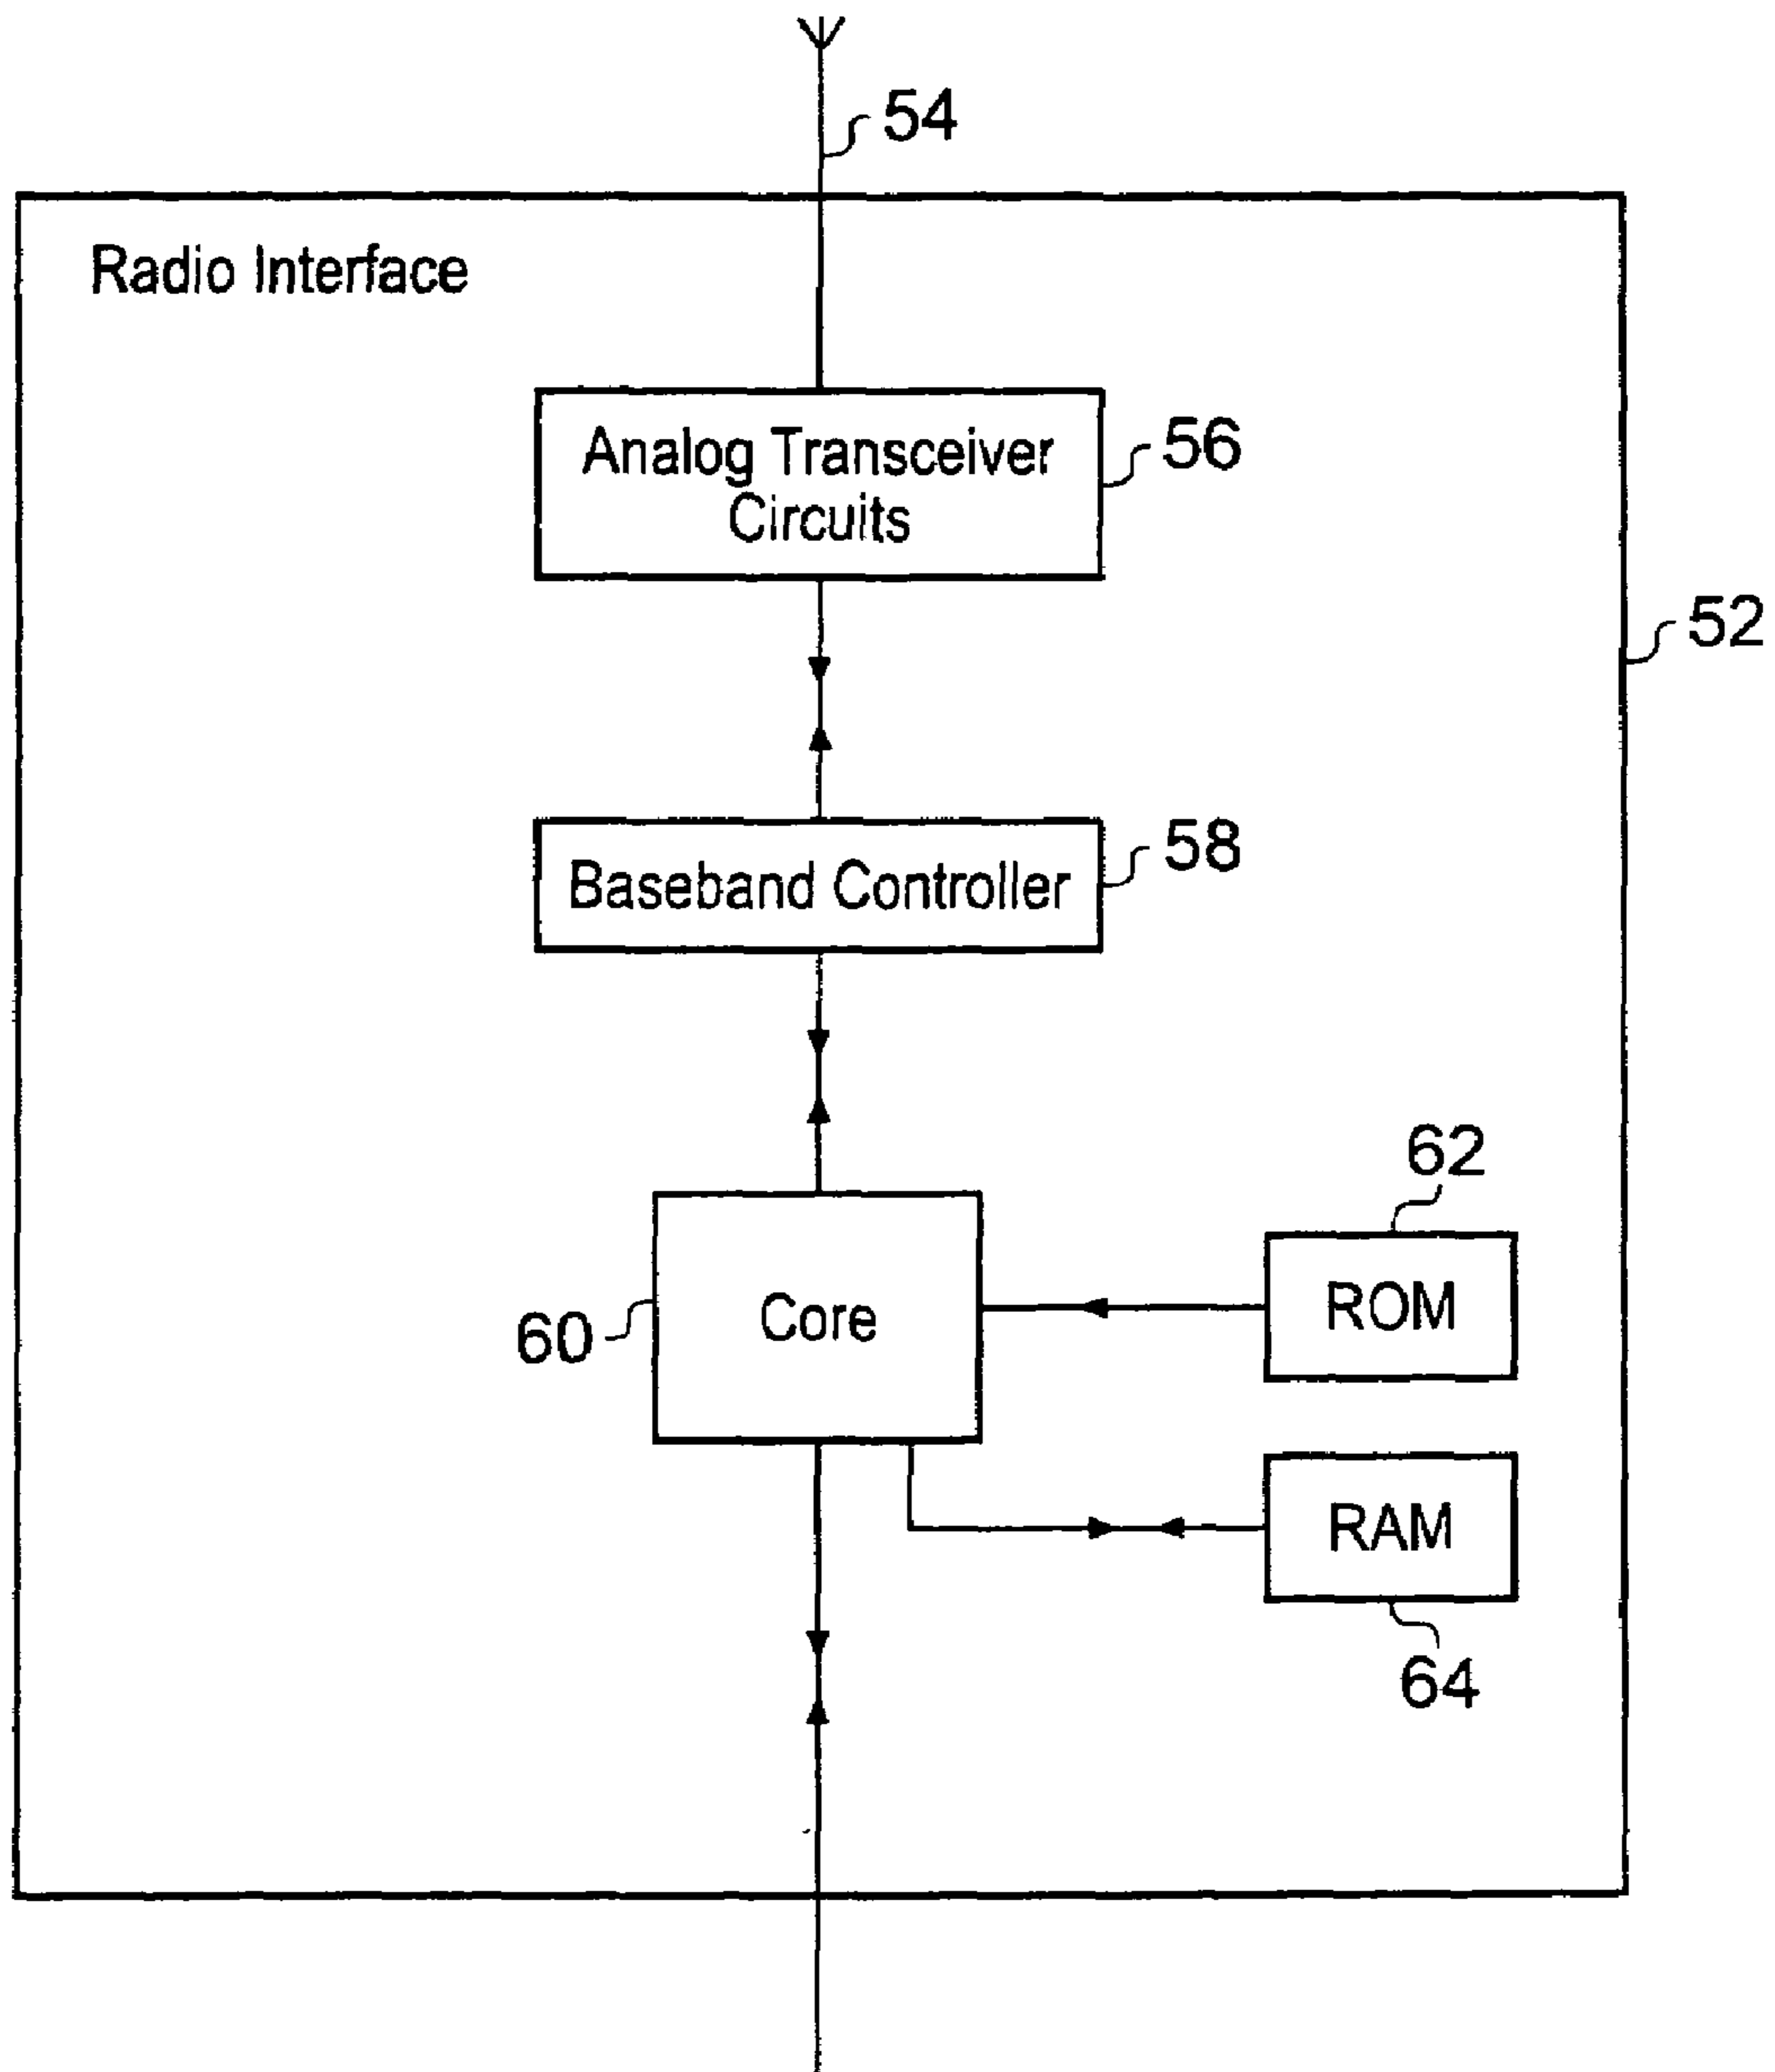 54
Radio Interface
Analog Transceiver
Circuits
56
52
Baseband Controller
58
62
Core
ROM
60
RAM
64